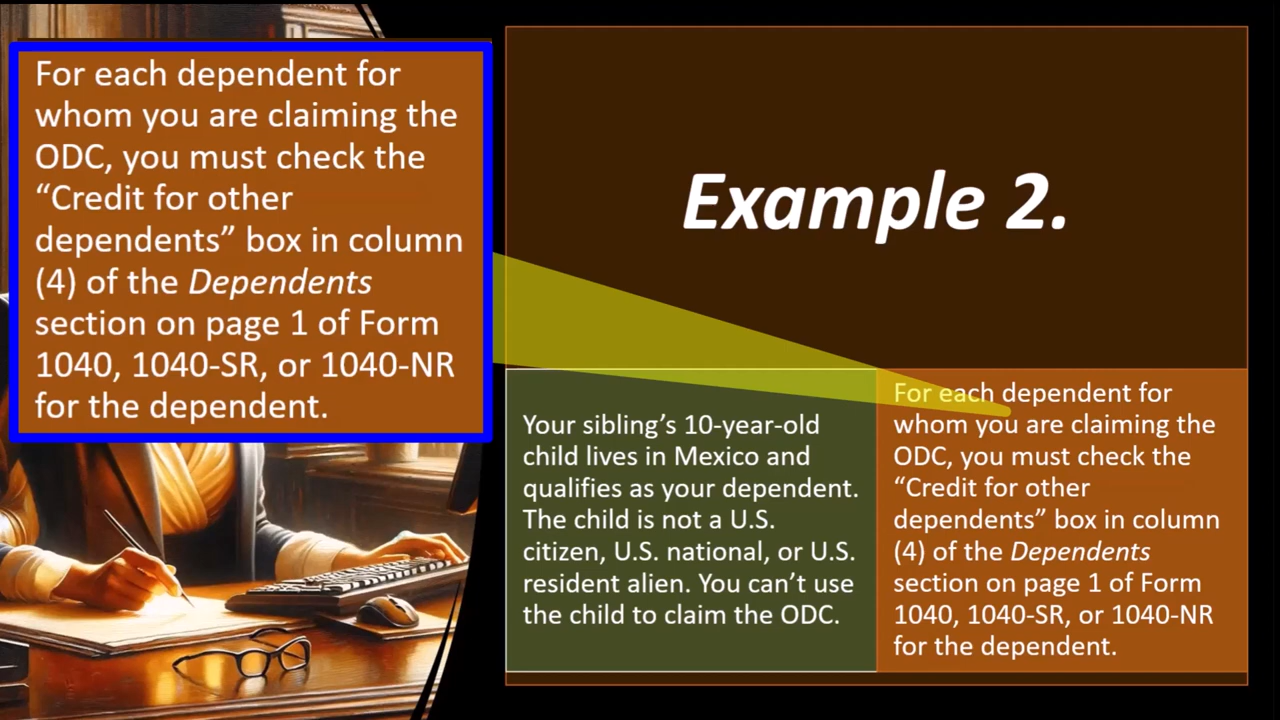 For each dependent for
whom you are claiming the
ODC, you must check the
“Credit for other
dependents” box in column
(4) of the Dependents
section on page 1 of Form
1040, 1040-SR, or 1040-NR
for the dependent.
Example 2.
Your sibling’s 10-year-old
child lives in Mexico and
qualifies as your dependent.
The child is not a U.S.
citizen, U.S. national, or U.S.
resident alien. You can’t use
the child to claim the ODC.
For each dependent for
whom you are claiming the
ODC, you must check the
“Credit for other
dependents” box in column
(4) of the Dependents
section on page 1 of Form
1040, 1040-SR, or 1040-NR
for the dependent.